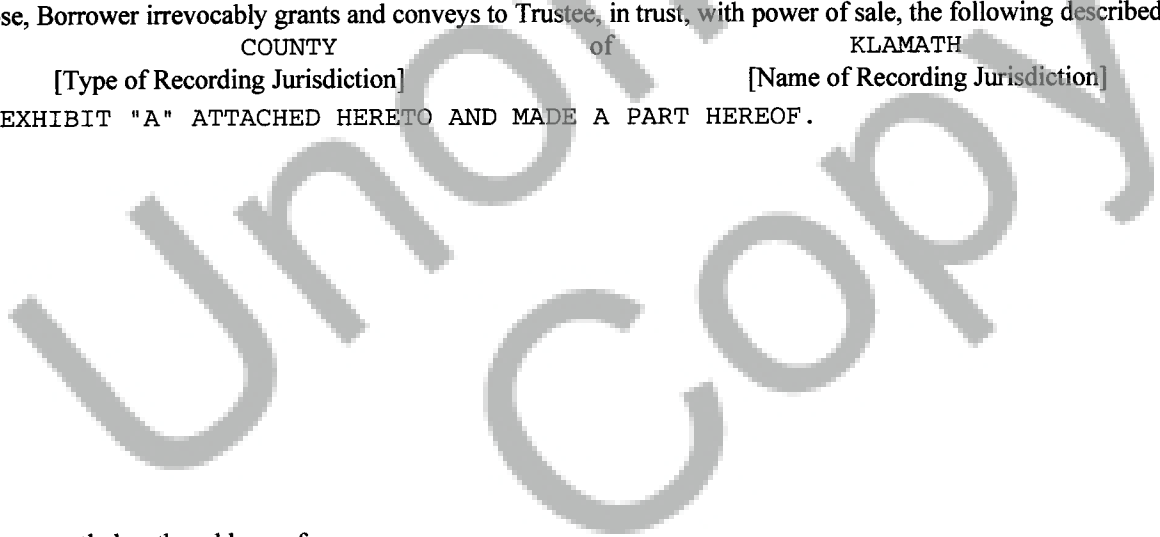 se, Borrower irrevocably grants and conveys to Trustee, in trust, with power of sale, the following described
COUNTY of KLAMATH
[Type of Recording Jurisdiction] [Name of Recording Jurisdiction]
EXHIBIT "A" ATTACHED HERETO AND MADE A PART HEREOF.
Copy